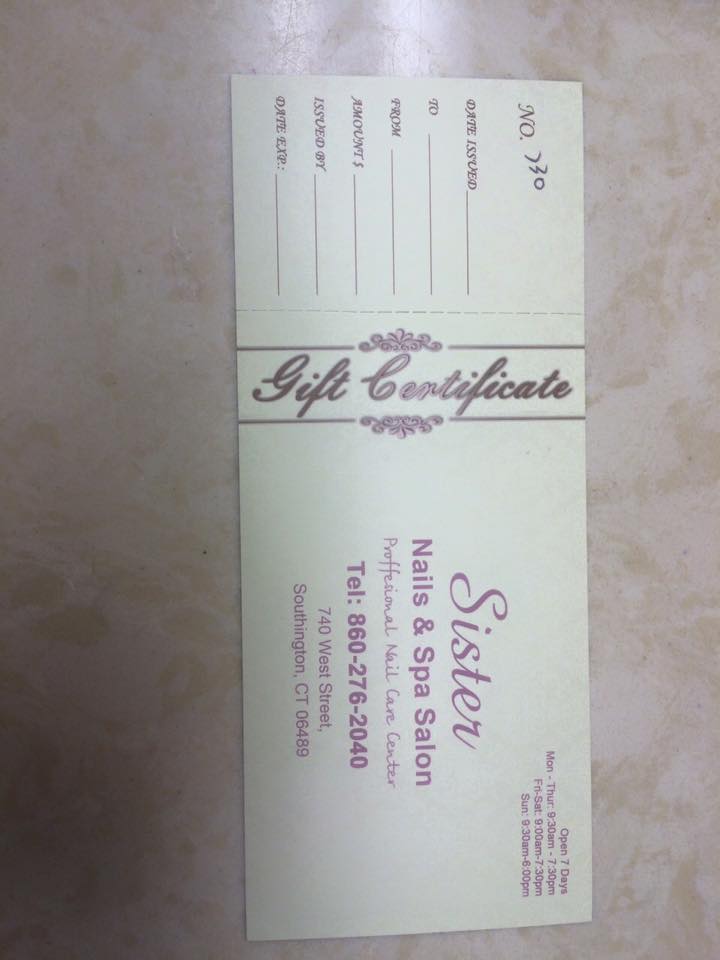 NO. 730
DATE ISSUED
TO
FROM
AMOUNT $
ISSUED BY
DATE EXP.:
Gift Certificate
Open 7 Days
Mon - Thur: 9:30am - 7:30pm
Fri-Sat: 9:00am-7:30pm
Sun: 9:30am-6:00pm
Sister
Nails & Spa Salon
Proffesional Nail Care Center
Tel: 860-276-2040
740 West Street,
Southington, CT 06489